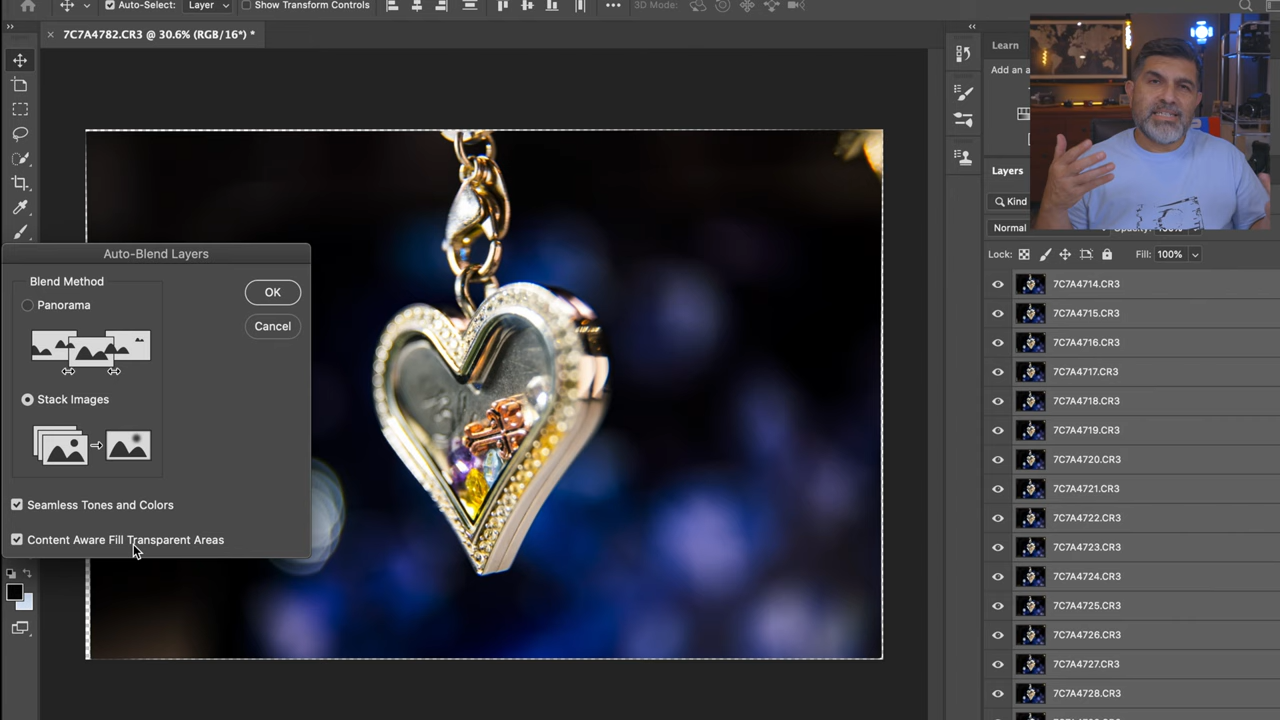 Auto-Select: Layer Show Transform Controls ••• 3D Mode:
× 7C7A4782.CR3 @ 30.6% (RGB/16*) *
Learn
Add an a
Layers
Kind
Normal
Lock: Fill: 100%
Auto-Blend Layers
Blend Method
Panorama
Stack Images
OK
Cancel
Seamless Tones and Colors
Content Aware Fill Transparent Areas
7C7A4714.CR3
7C7A4715.CR3
7C7A4716.CR3
7C7A4717.CR3
7C7A4718.CR3
7C7A4719.CR3
7C7A4720.CR3
7C7A4721.CR3
7C7A4722.CR3
7C7A4723.CR3
7C7A4724.CR3
7C7A4725.CR3
7C7A4726.CR3
7C7A4727.CR3
7C7A4728.CR3